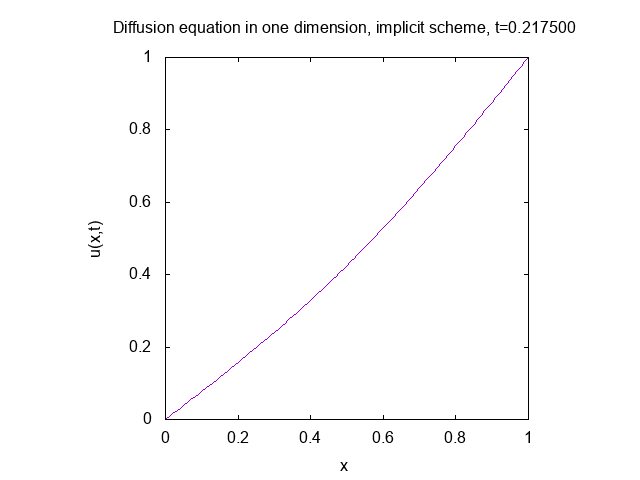 Diffusion equation in one dimension, implicit scheme, t=0.217500
1
0.8
0.6
0.4
0.2
0
u(x,t)
0 0.2 0.4 0.6 0.8 1
x